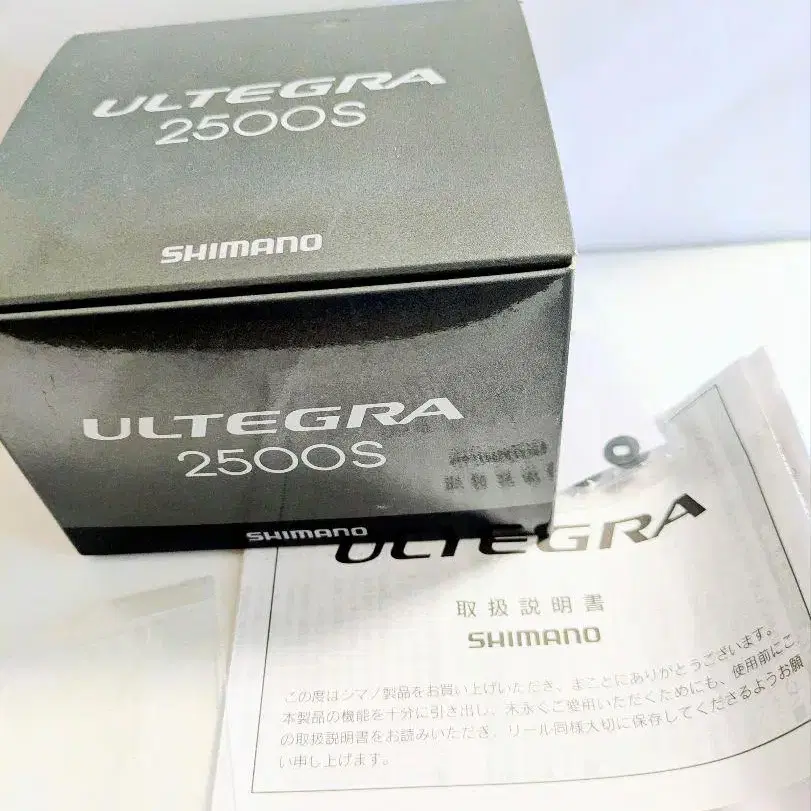 ULTEGRA
2500S
SHIMANO
ULTEGRA
2500S
SHIMANO
ULTEGRA
取扱説明書
SHIMANO
この度はシマノ製品をお買い上げいただき、まことにありがとうございます。
本製品の機能を十分に引き出し、末永くご愛用いただくためにも、使用前にこ
の取扱説明書をお読みいただき、リール同様大切に保存してくださるようお願
い申し上げます。